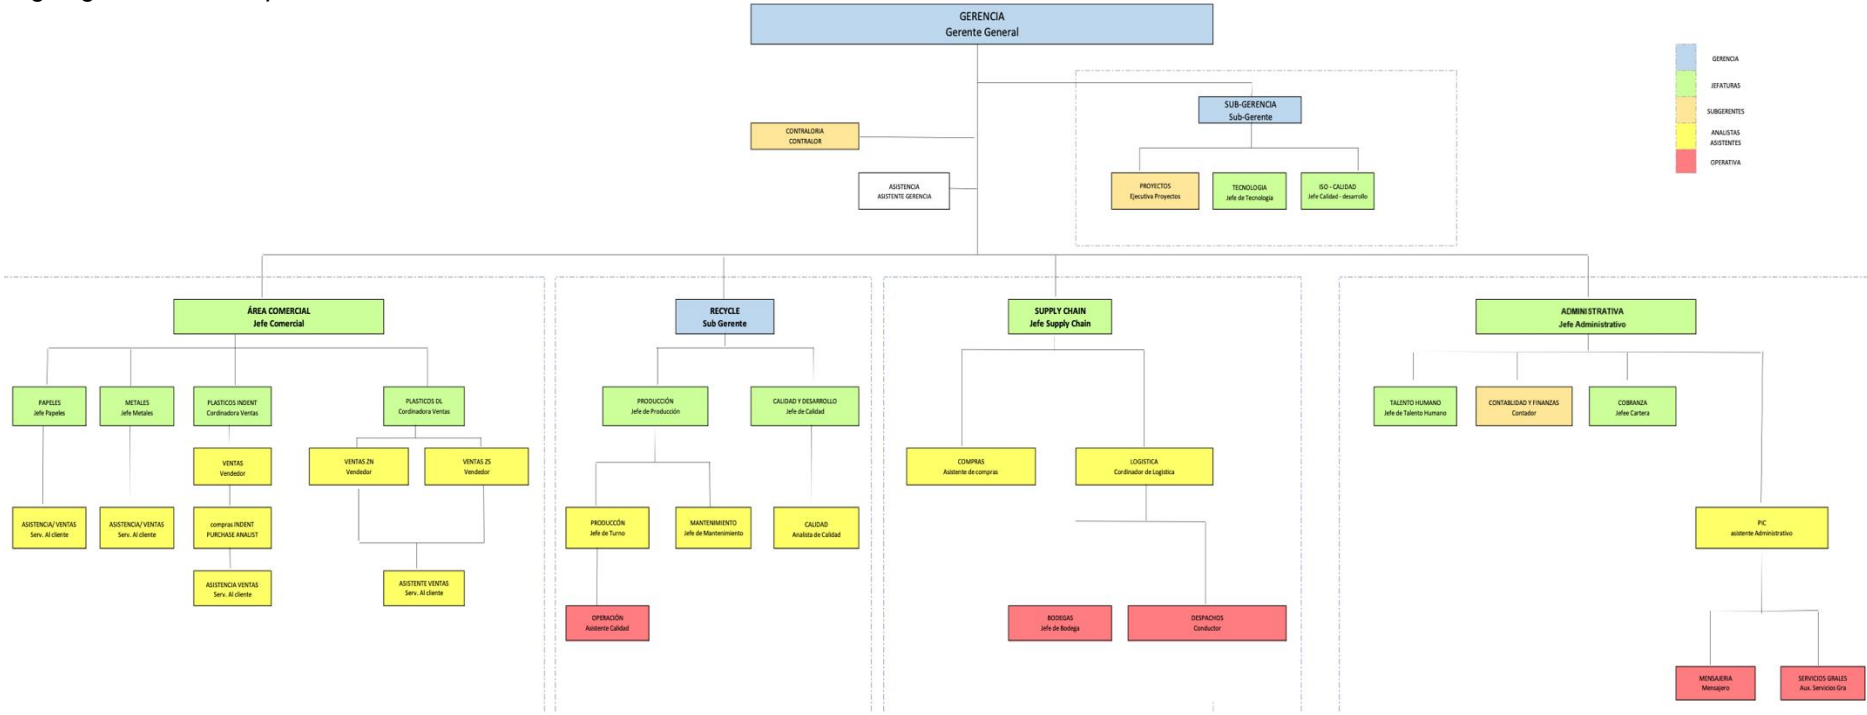 GERENCIA
Gerente General
GERENCIA
JEFATURAS
SUBGERENTES
ANALISTAS
ASISTENTES
OPERATIVA
SUB-GERENCIA
Sub-Gerente
CONTRALORIA
CONTRALOR
ASISTENCIA
ASISTENTE GERENCIA
PROYECTOS
Ejecutiva Proyectos
TECNOLOGIA
Jefe de Tecnología
ISO - CALIDAD
Jefe Calidad - desarrollo
ÁREA COMERCIAL
Jefe Comercial
RECYCLE
Sub Gerente
SUPPLY CHAIN
Jefe Supply Chain
ADMINISTRATIVA
Jefe Administrativo
PAPELES
Jefe Papeles
METALES
Jefe Metales
PLASTICOS INDENT
Cordinadora Ventas
PLASTICOS DL
Cordinadora Ventas
PRODUCCIÓN
Jefe de Producción
CALIDAD Y DESARROLLO
Jefe de Calidad
TALENTO HUMANO
Jefe de Talento Humano
CONTABLIDAD Y FINANZAS
Contador
COBRANZA
Jefee Cartera
VENTAS
Vendedor
VENTAS ZN
Vendedor
VENTAS ZS
Vendedor
COMPRAS
Asistente de compras
LOGISTICA
Cordinador de Logística
ASISTENCIA/ VENTAS
Serv. Al cliente
ASISTENCIA/ VENTAS
Serv. Al cliente
compras INDENT
PURCHASE ANALIST
PRODUCCÓN
Jefe de Turno
MANTENIMIENTO
Jefe de Mantenimiento
CALIDAD
Analista de Calidad
PIC
asistente Administrativo
ASISTENCIA VENTAS
Serv. Al cliente
ASISTENTE VENTAS
Serv. Al cliente
OPERACIÓN
Asistente Calidad
BODEGAS
Jefe de Bodega
DESPACHOS
Conductor
MENSAJERIA
Mensajero
SERVICIOS GRALES
Aux. Servicios Gra